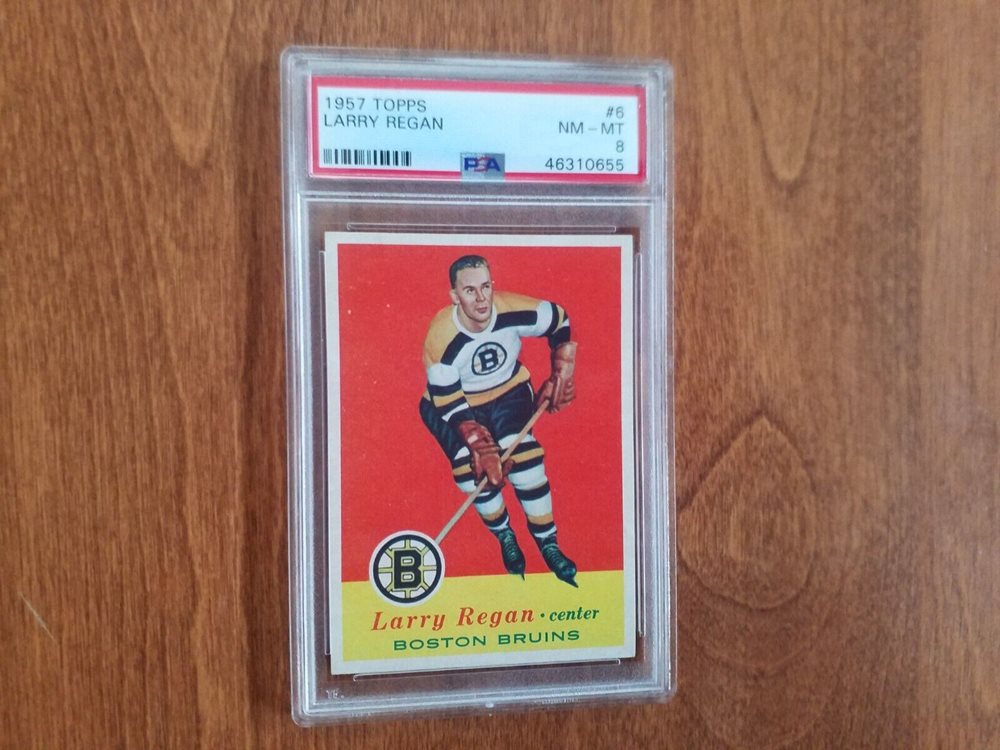 1957 TOPPS
#6
LARRY REGAN
NM - MT
8
PSA
46310655
B
B
Larry Regan · center
BOSTON BRUINS